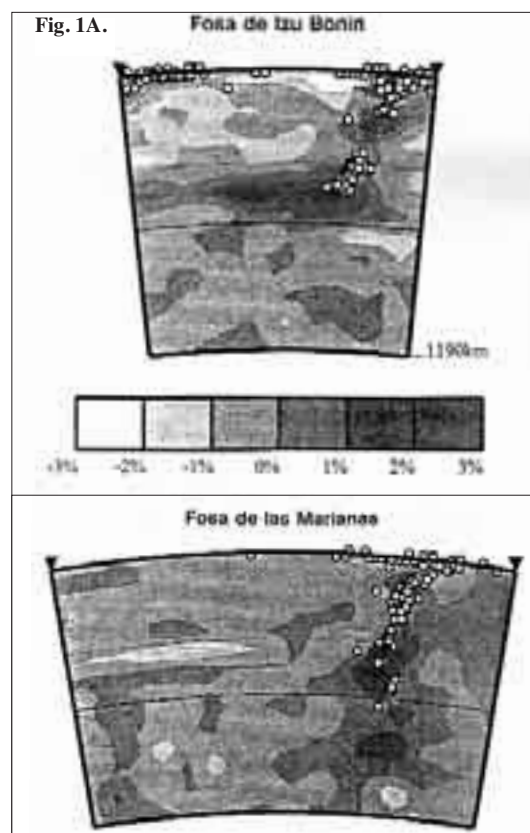 Fig. 1A.
Fosa de Izu Bonin
1190km
-3% -2% -1% 0% 1% 2% 3%
Fosa de las Marianas